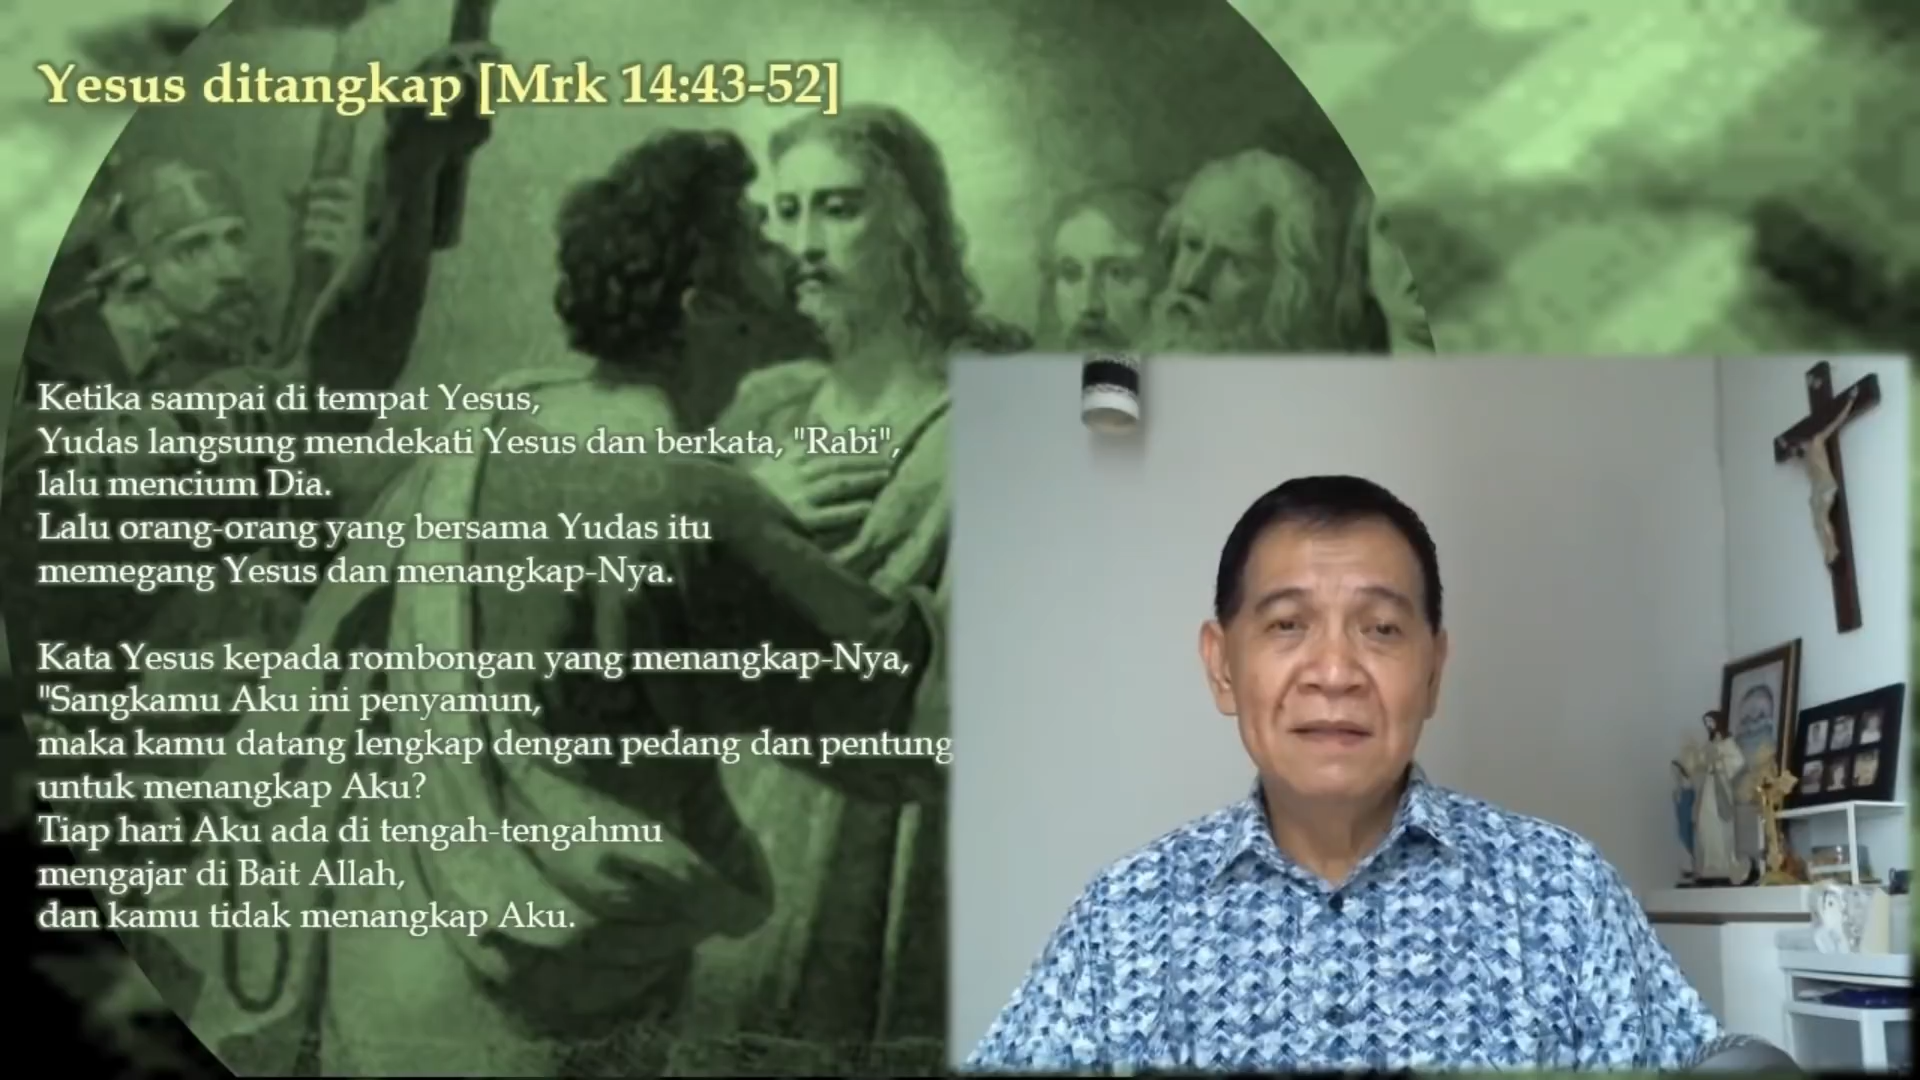 Yesus ditangkap [Mrk 14:43-52]
Ketika sampai di tempat Yesus,
Yudas langsung mendekati Yesus dan berkata, "Rabi",
lalu mencium Dia.
Lalu orang-orang yang bersama Yudas itu
memegang Yesus dan menangkap-Nya.
Kata Yesus kepada rombongan yang menangkap-Nya,
"Sangkamu Aku ini penyamun,
maka kamu datang lengkap dengan pedang dan pentung
untuk menangkap Aku?
Tiap hari Aku ada di tengah-tengahmu
mengajar di Bait Allah,
dan kamu tidak menangkap Aku.